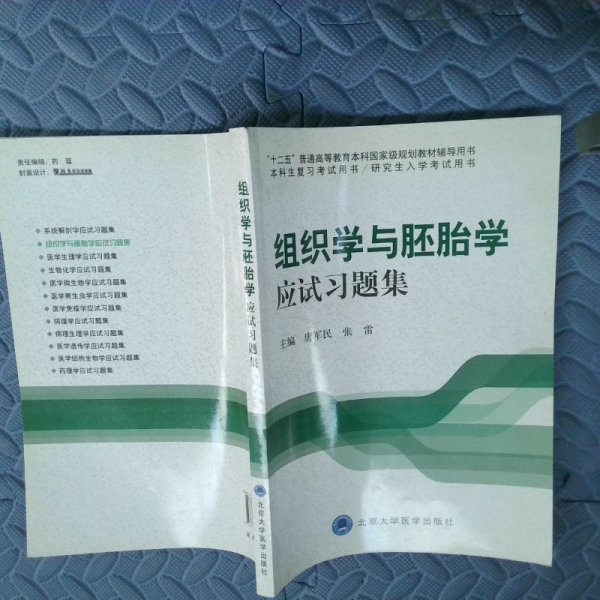 "十二五"普通高等教育本科国家级规划教材辅导用书
本科生复习考试用书/研究生入学考试用书
组织学与胚胎学
应试习题集
主编 唐军民 张雷
北京大学医学出版社
组织学与胚胎学应试习题集
北京大学医学出版社
责任编辑：药 蓉
封面设计：
系统解剖学应试习题集
组织学与胚胎学应试习题集
医学生理学应试习题集
生物化学应试习题集
医学微生物学应试习题集
医学寄生虫学应试习题集
医学免疫学应试习题集
病理学应试习题集
病理生理学应试习题集
医学遗传学应试习题集
医学细胞生物学应试习题集
药理学应试习题集